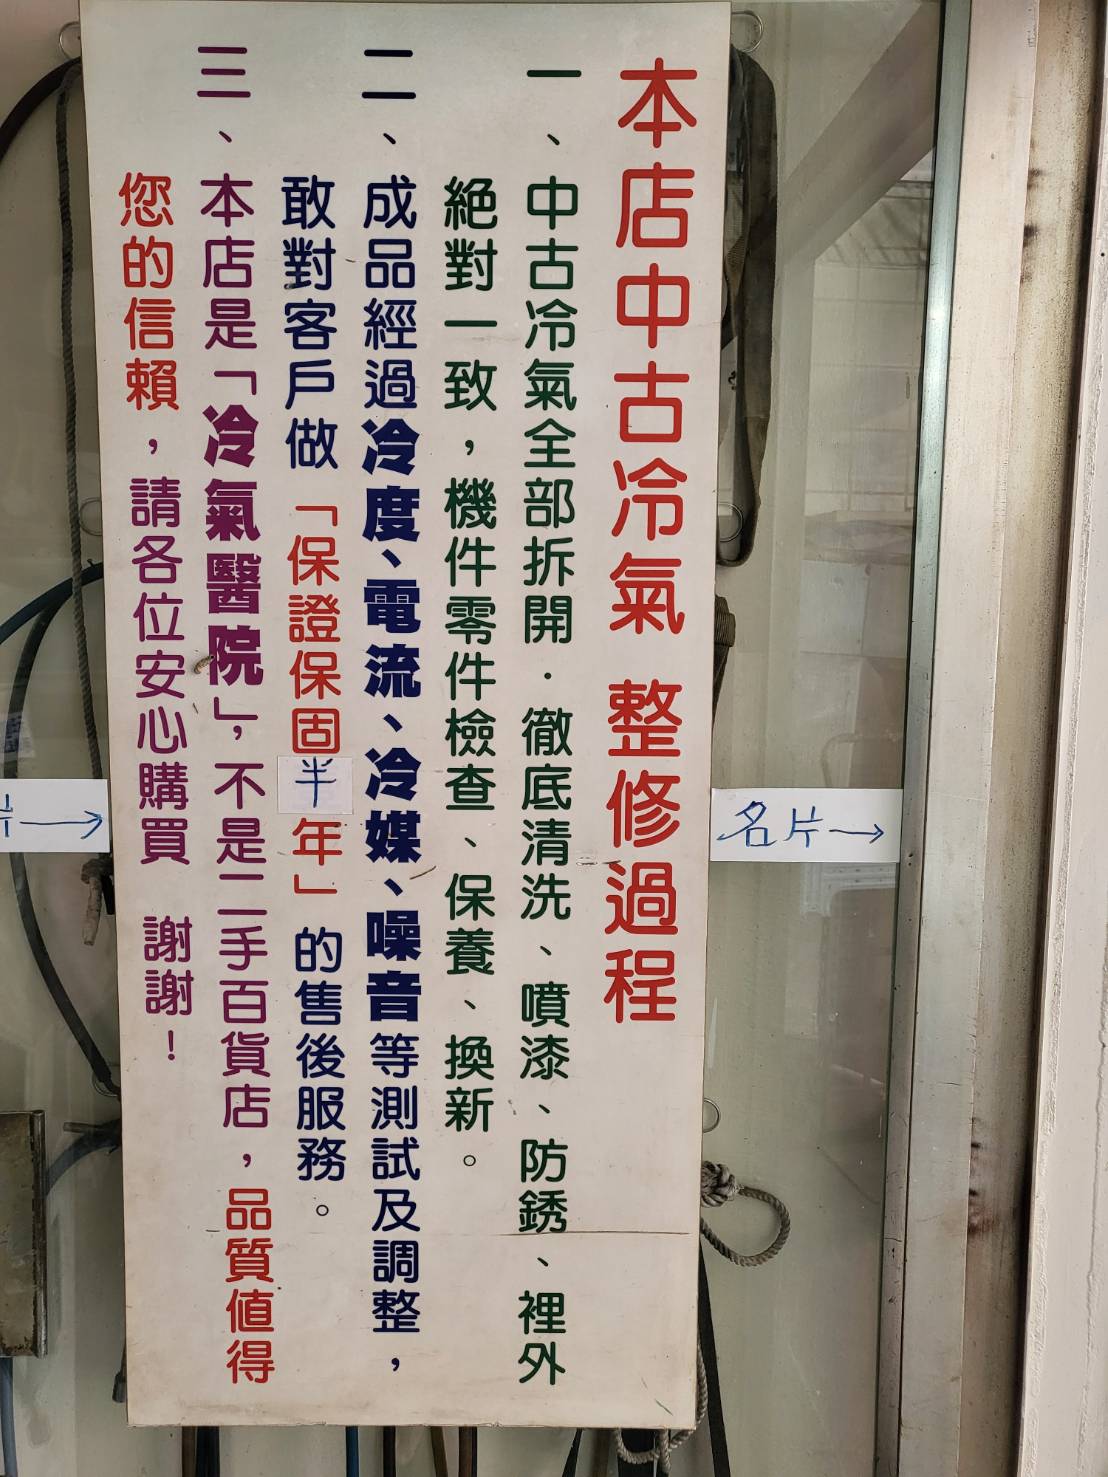 本店中古冷氣 整修過程
一、中古冷氣全部拆開．徹底清洗、噴漆、防銹、裡外
絕對一致，機件零件檢查、保養、換新。
二、成品經過冷度、電流、冷媒、噪音等測試及調整，
敢對客戶做「保證保固半年」的售後服務。
三、本店是「冷氣醫院」，不是二手百貨店，品質值得
您的信賴，請各位安心購買 謝謝！
名片→
片→